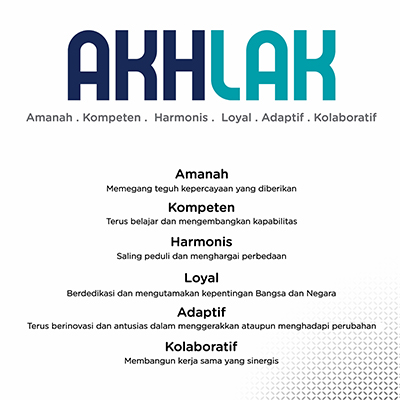 AKHLAK
Amanah . Kompeten . Harmonis . Loyal . Adaptif . Kolaboratif
Amanah
Memegang teguh kepercayaan yang diberikan
Kompeten
Terus belajar dan mengembangkan kapabilitas
Harmonis
Saling peduli dan menghargai perbedaan
Loyal
Berdedikasi dan mengutamakan kepentingan Bangsa dan Negara
Adaptif
Terus berinovasi dan antusias dalam menggerakkan ataupun menghadapi perubahan
Kolaboratif
Membangun kerja sama yang sinergis